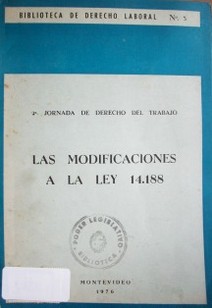 BIBLIOTECA DE DERECHO LABORAL Nº. 5
2ª JORNADA DE DERECHO DEL TRABAJO
LAS MODIFICACIONES
A LA LEY 14.188
PODER LEGISLATIVO
BIBLIOTECA
MONTEVIDEO
1976